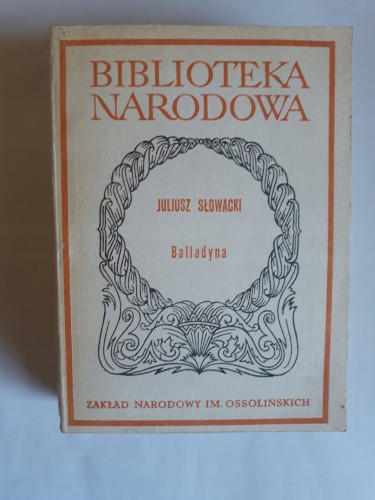 BIBLIOTEKA
NARODOWA
JULIUSZ SŁOWACKI
Balladyna
ZAKŁAD NARODOWY IM. OSSOLIŃSKICH